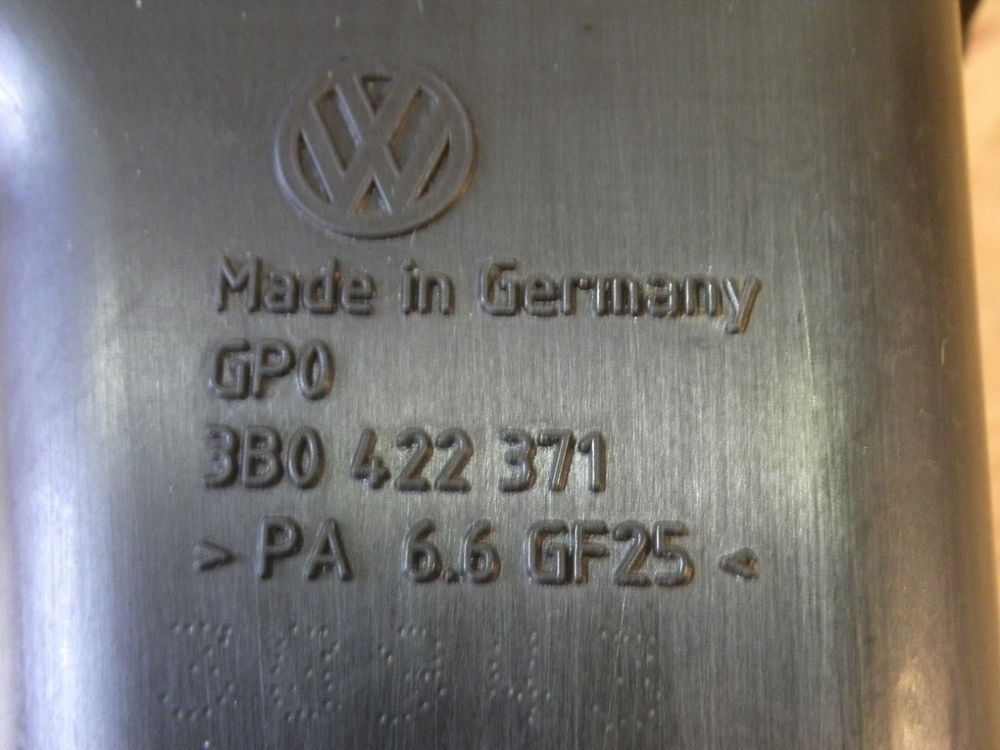 Made in Germany
GP0
3B0 422 371
>PA 6.6 GF25<